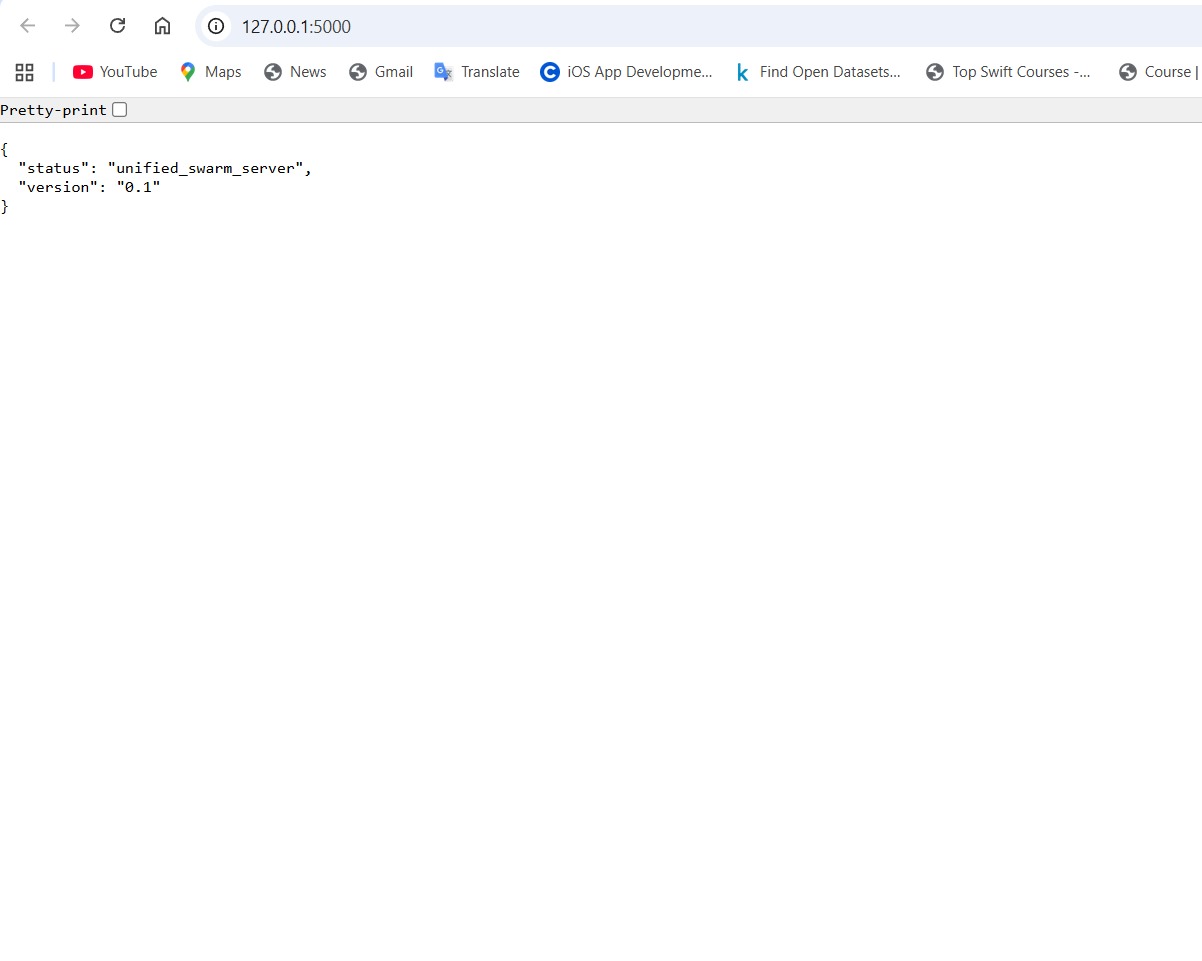 127.0.0.1:5000
YouTube Maps News Gmail Translate iOS App Developme... Find Open Datasets... Top Swift Courses -... Course |
Pretty-print
{
"status": "unified_swarm_server",
"version": "0.1"
}